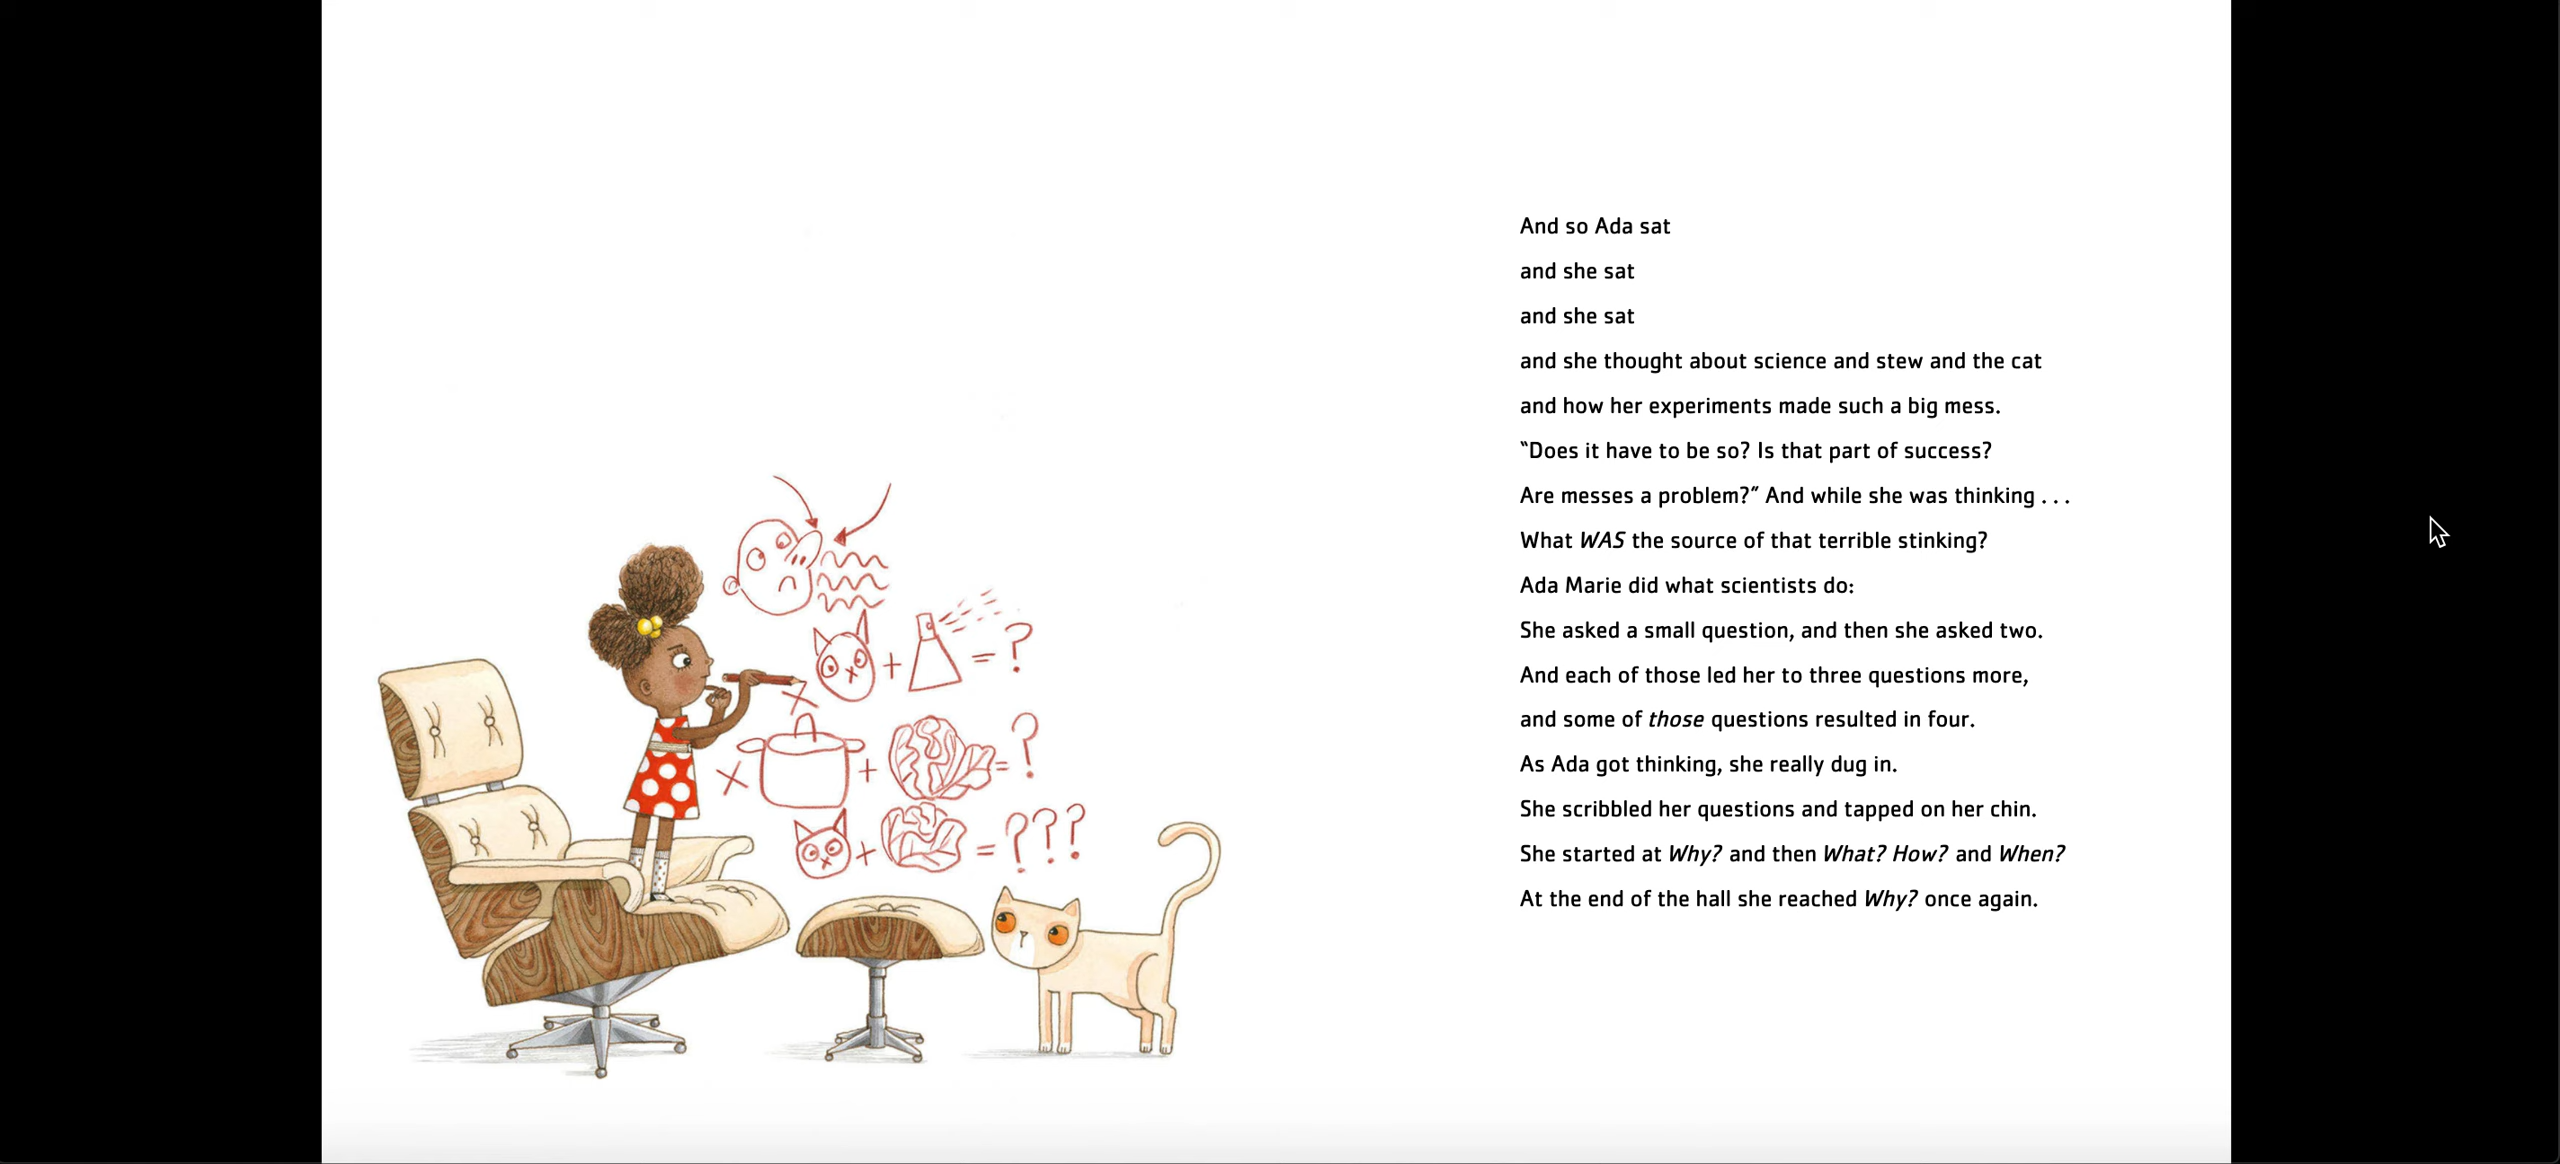 And so Ada sat
and she sat
and she sat
and she thought about science and stew and the cat
and how her experiments made such a big mess.
“Does it have to be so? Is that part of success?
Are messes a problem?” And while she was thinking . . .
What WAS the source of that terrible stinking?
Ada Marie did what scientists do:
She asked a small question, and then she asked two.
And each of those led her to three questions more,
and some of those questions resulted in four.
As Ada got thinking, she really dug in.
She scribbled her questions and tapped on her chin.
She started at Why? and then What? How? and When?
At the end of the hall she reached Why? once again.
+ = ?
X + = ?
+ = ???